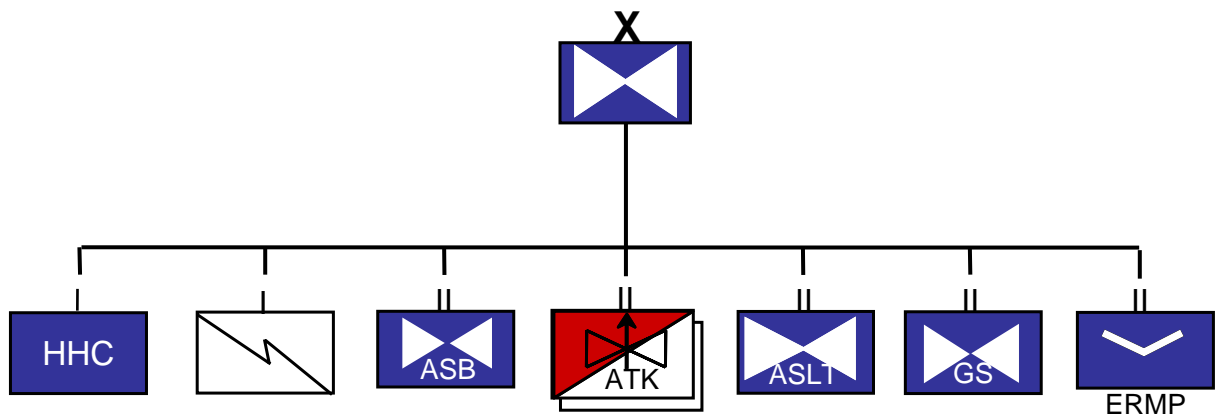 X
HHC
ASB
ATK
ASLT
GS
ERMP